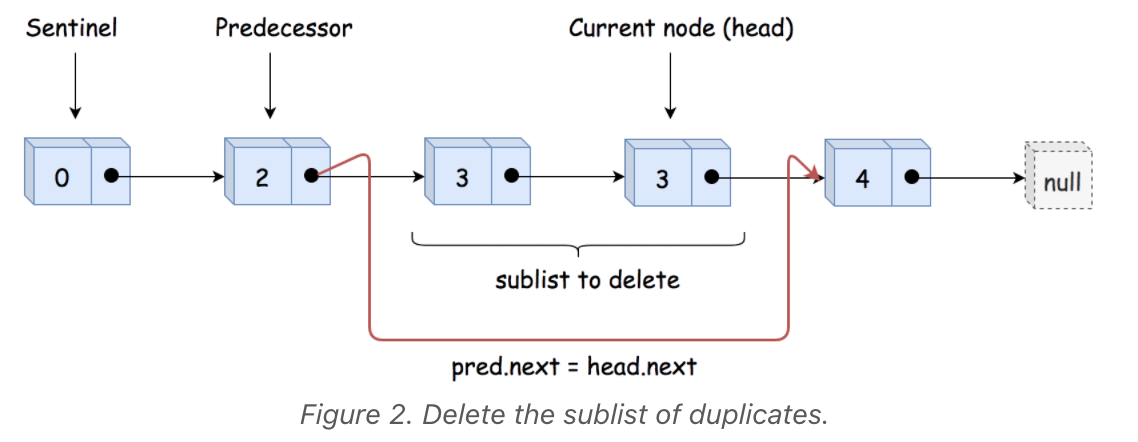 Sentinel
Predecessor
Current node (head)
0
2
3
3
4
null
sublist to delete
pred.next = head.next
Figure 2. Delete the sublist of duplicates.